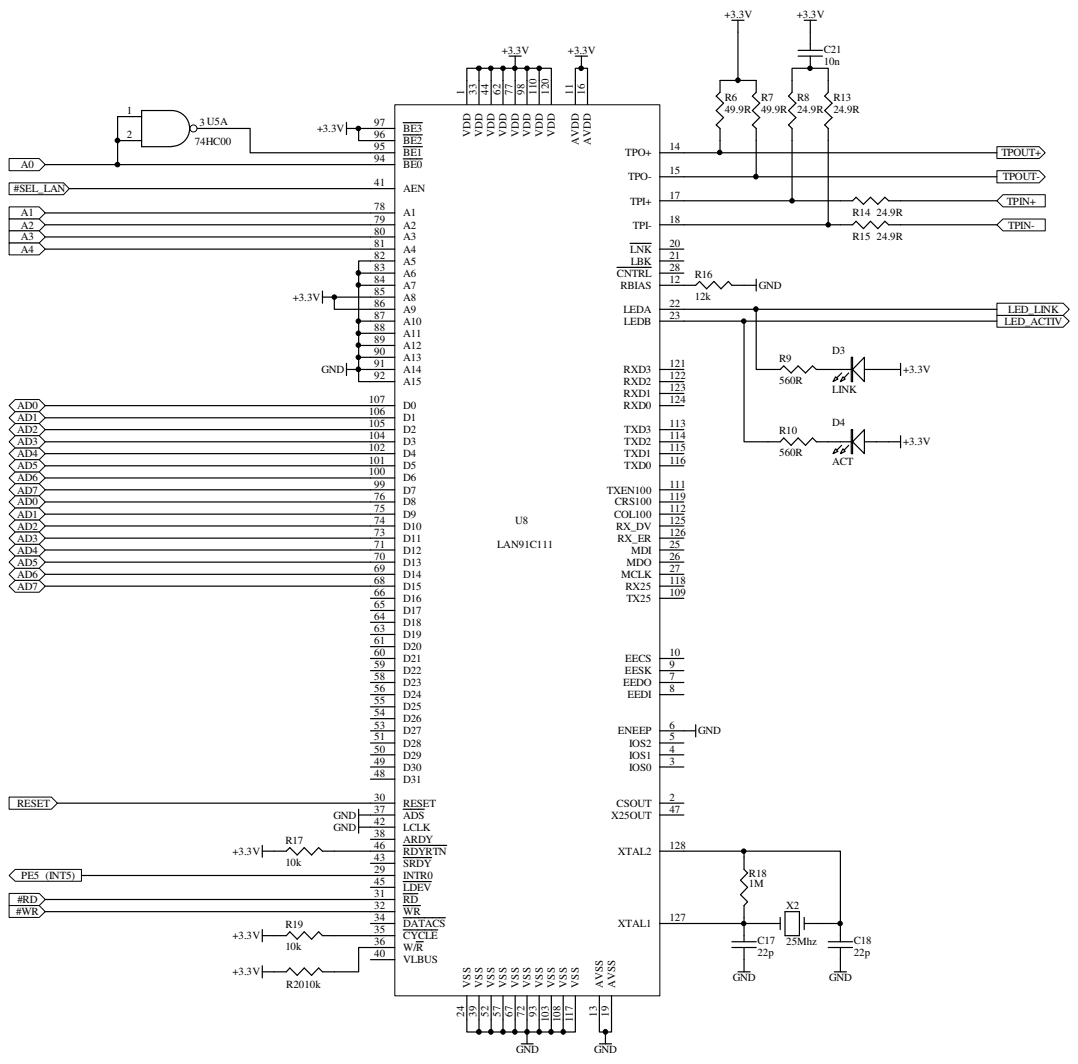 +3.3V
1 33 44 62 77 98 110 120
VDD VDD VDD VDD VDD VDD VDD VDD
+3.3V
11 16
AVDD AVDD
+3.3V
+3.3V
C21
10n
R6
49.9R
R7
49.9R
R8
24.9R
R13
24.9R
1
2
3 U5A
74HC00
+3.3V
97 BE3
96 BE2
95 BE1
A0 94 BE0
#SEL_LAN 41 AEN
A1 78 A1
A2 79 A2
A3 80 A3
A4 81 A4
82 A5
83 A6
84 A7
+3.3V 85 A8
86 A9
87 A10
88 A11
89 A12
90 A13
GND 91 A14
92 A15
AD0 107 D0
AD1 106 D1
AD2 105 D2
AD3 104 D3
AD4 102 D4
AD5 101 D5
AD6 100 D6
AD7 99 D7
AD0 76 D8
AD1 75 D9
AD2 74 D10
AD3 73 D11
AD4 71 D12
AD5 70 D13
AD6 69 D14
AD7 68 D15
66 D16
65 D17
64 D18
63 D19
61 D20
60 D21
59 D22
58 D23
56 D24
55 D25
54 D26
53 D27
51 D28
50 D29
49 D30
48 D31
RESET 30 RESET
GND 37 ADS
GND 42 LCLK
38 ARDY
+3.3V R17 10k 46 RDYRTN
43 SRDY
PE5 (INT5) 29 INTR0
45 LDEV
#RD 31 RD
#WR 32 WR
34 DATACS
+3.3V R19 10k 35 CYCLE
36 W/R
+3.3V R20 10k
40 VLBUS
U8
LAN91C111
TPO+ 14 TPOUT+
TPO- 15 TPOUT-
TPI+ 17 R14 24.9R TPIN+
TPI- 18 R15 24.9R TPIN-
LNK 20
LBK 21
CNTRL 28
RBIAS 12 R16 12k GND
LEDA 22 LED_LINK
LEDB 23 LED_ACTIV
R9 560R D3 LINK +3.3V
R10 560R D4 ACT +3.3V
RXD3 121
RXD2 122
RXD1 123
RXD0 124
TXD3 113
TXD2 114
TXD1 115
TXD0 116
TXEN100 111
CRS100 119
COL100 112
RX_DV 125
RX_ER 126
MDI 25
MDO 26
MCLK 27
RX25 118
TX25 109
EECS 10
EESK 9
EEDO 7
EEDI 8
ENEEP 6 GND
IOS2 5
IOS1 4
IOS0 3
CSOUT 2
X25OUT 47
XTAL2 128
R18
1M
XTAL1 127
X2
25Mhz
C17
22p
GND
C18
22p
GND
VSS VSS VSS VSS VSS VSS VSS VSS VSS VSS
24 39 52 57 67 72 93 103 108 117
GND
AVSS AVSS
13 19
GND